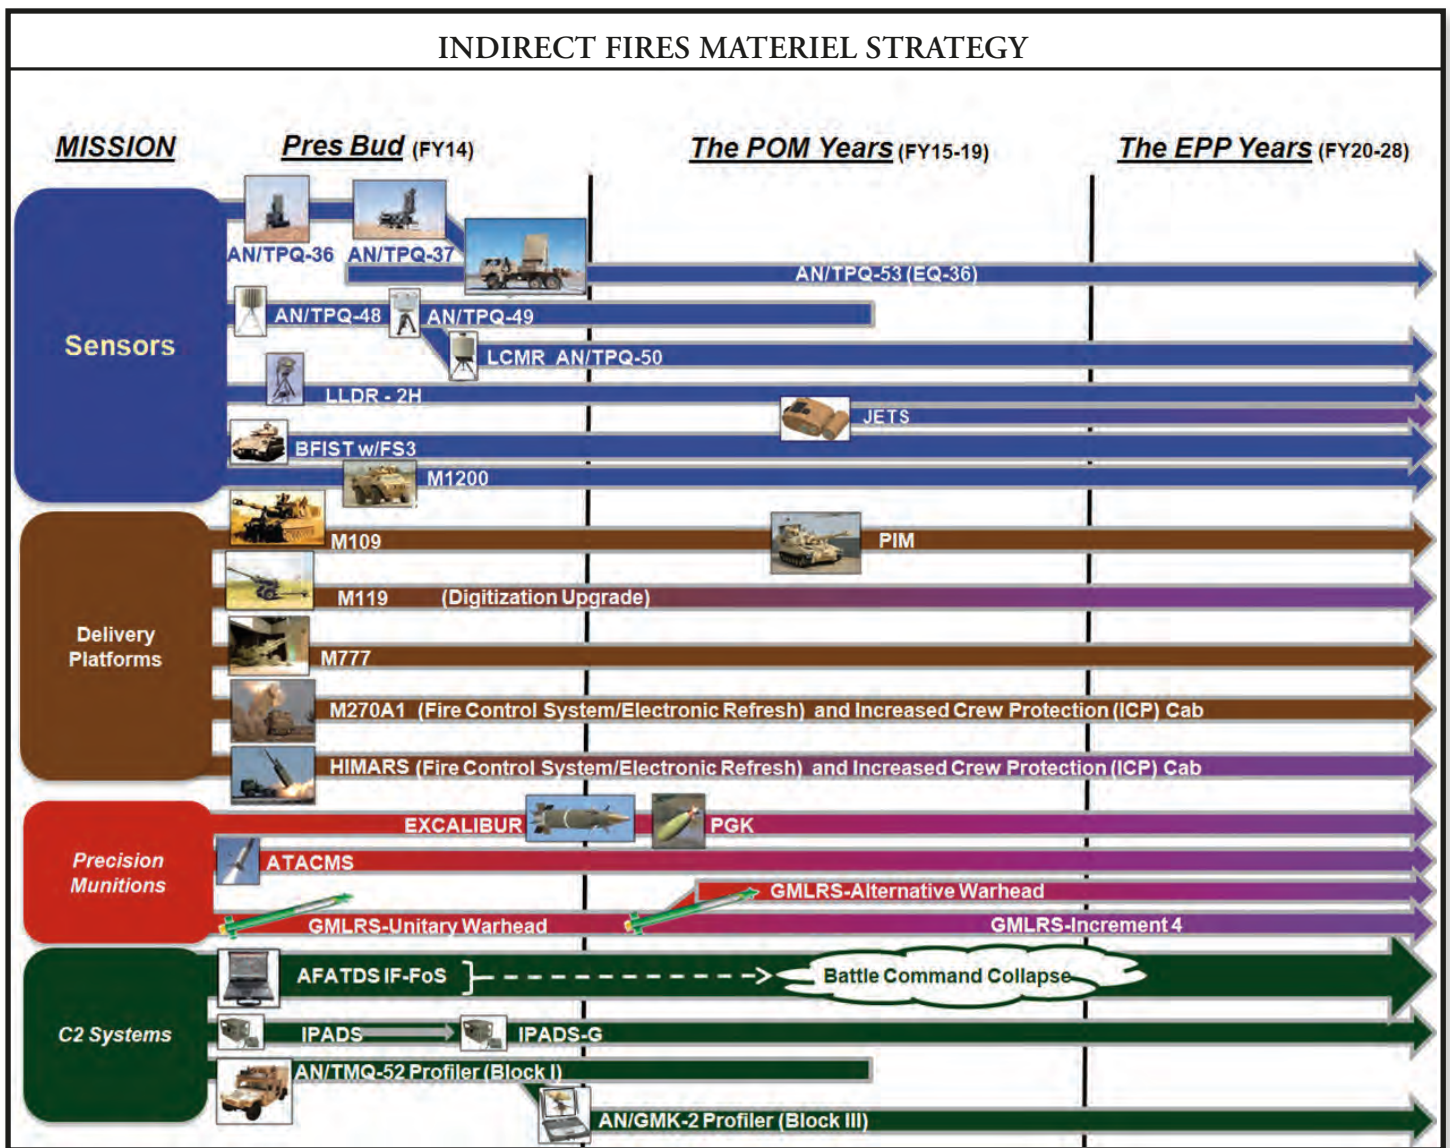 INDIRECT FIRES MATERIEL STRATEGY
MISSION
Pres Bud (FY14)
The POM Years (FY15-19)
The EPP Years (FY20-28)
Sensors
AN/TPQ-36
AN/TPQ-37
AN/TPQ-53 (EQ-36)
AN/TPQ-48
AN/TPQ-49
LCMR AN/TPQ-50
LLDR - 2H
JETS
BFIST w/FS3
M1200
Delivery
Platforms
M109
PIM
M119
(Digitization Upgrade)
M777
M270A1 (Fire Control System/Electronic Refresh) and Increased Crew Protection (ICP) Cab
HIMARS (Fire Control System/Electronic Refresh) and Increased Crew Protection (ICP) Cab
Precision
Munitions
EXCALIBUR
PGK
ATACMS
GMLRS-Alternative Warhead
GMLRS-Unitary Warhead
GMLRS-Increment 4
C2 Systems
AFATDS IF-FoS
Battle Command Collapse
IPADS
IPADS-G
AN/TMQ-52 Profiler (Block I)
AN/GMK-2 Profiler (Block III)